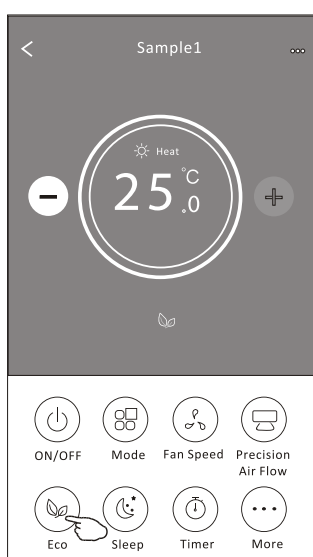 Sample1
Heat
25.0°C
ON/OFF Mode Fan Speed Precision Air Flow
Eco Sleep Timer More